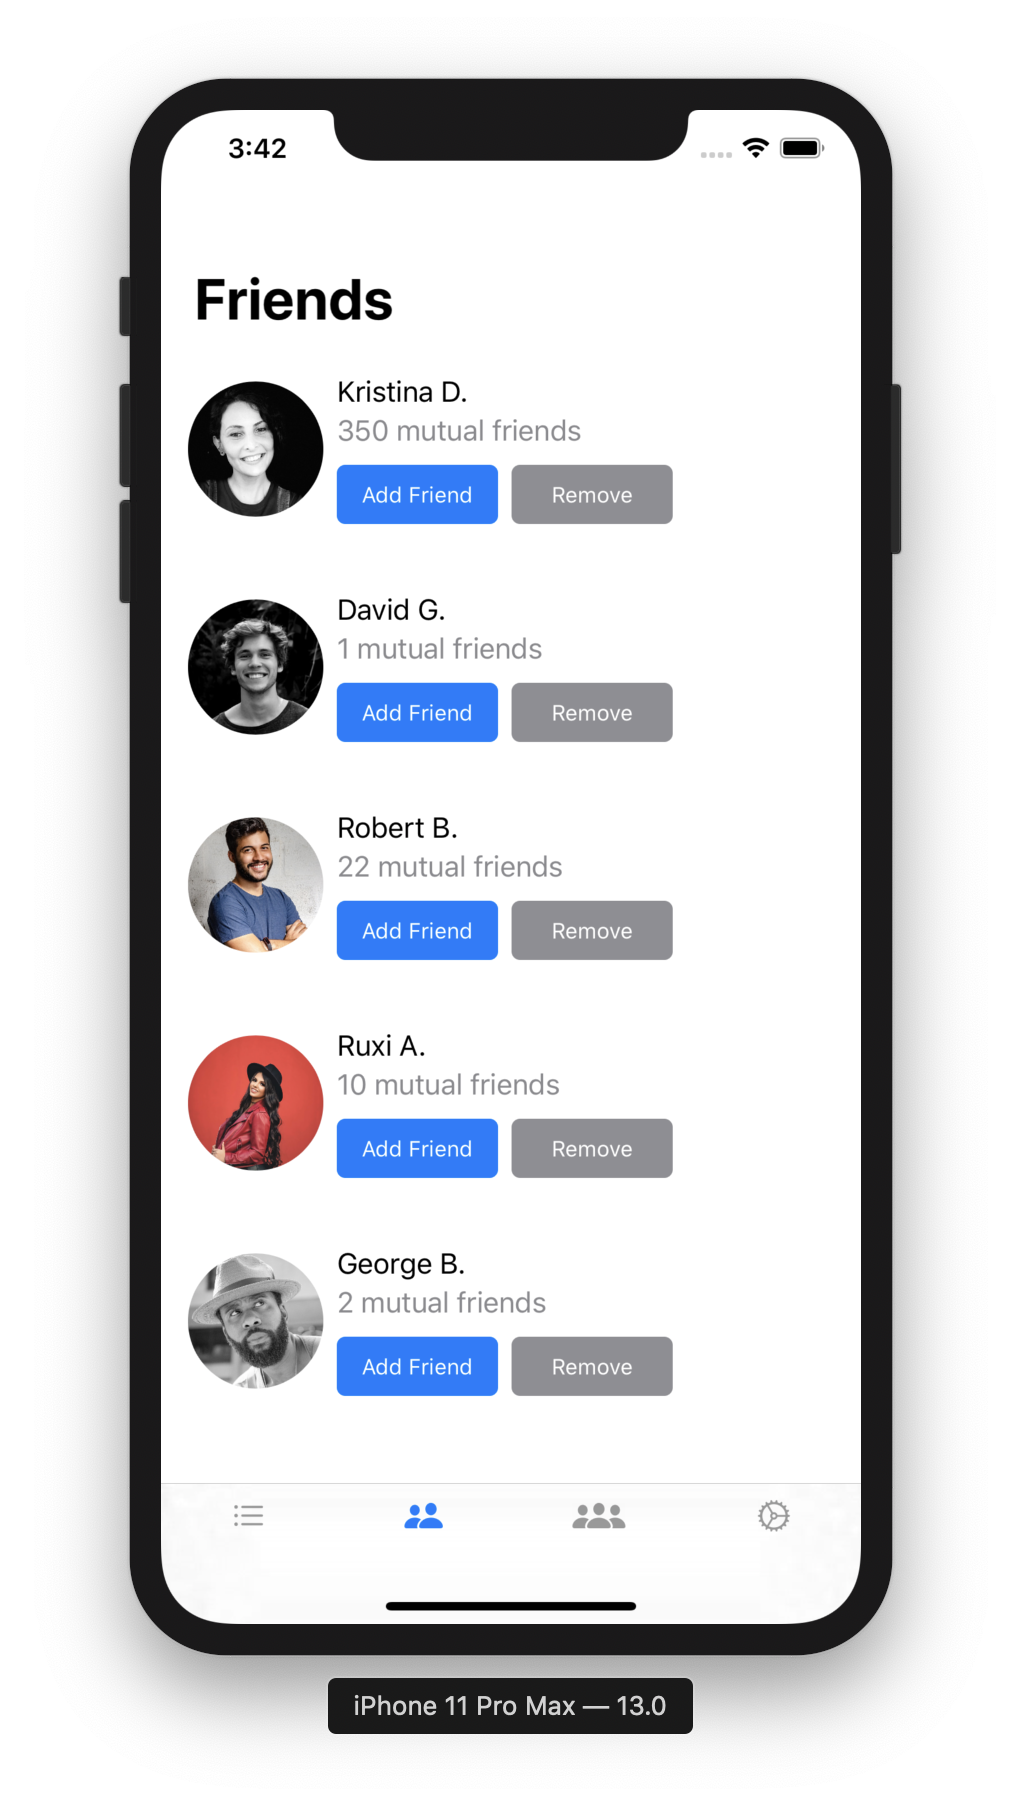 3:42
Friends
Kristina D.
350 mutual friends
Add Friend Remove
David G.
1 mutual friends
Add Friend Remove
Robert B.
22 mutual friends
Add Friend Remove
Ruxi A.
10 mutual friends
Add Friend Remove
George B.
2 mutual friends
Add Friend Remove
iPhone 11 Pro Max — 13.0